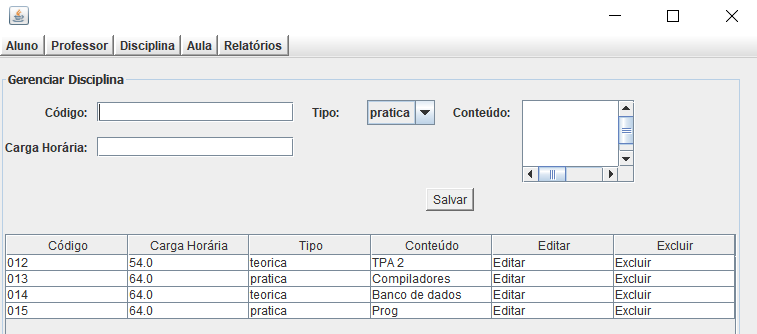 Aluno Professor Disciplina Aula Relatórios
Gerenciar Disciplina
Código: Tipo: pratica Conteúdo:
Carga Horária:
Salvar
Código Carga Horária Tipo Conteúdo Editar Excluir
012 54.0 teorica TPA 2 Editar Excluir
013 64.0 pratica Compiladores Editar Excluir
014 64.0 teorica Banco de dados Editar Excluir
015 64.0 pratica Prog Editar Excluir